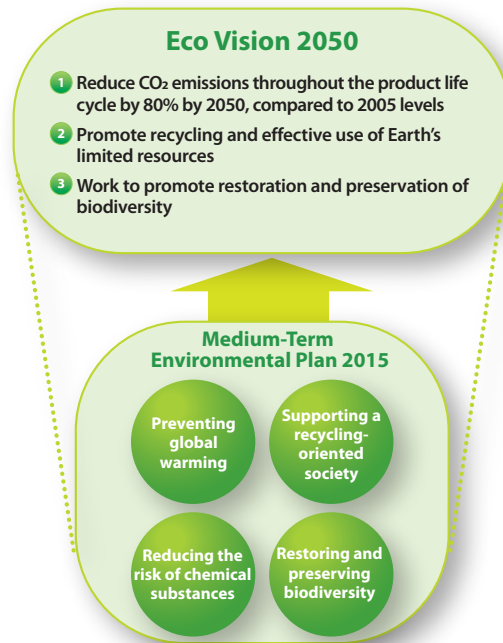 Eco Vision 2050
1 Reduce CO₂ emissions throughout the product life
cycle by 80% by 2050, compared to 2005 levels
2 Promote recycling and effective use of Earth’s
limited resources
3 Work to promote restoration and preservation of
biodiversity
Medium-Term
Environmental Plan 2015
Preventing
global
warming
Supporting a
recycling-
oriented
society
Reducing the
risk of chemical
substances
Restoring and
preserving
biodiversity